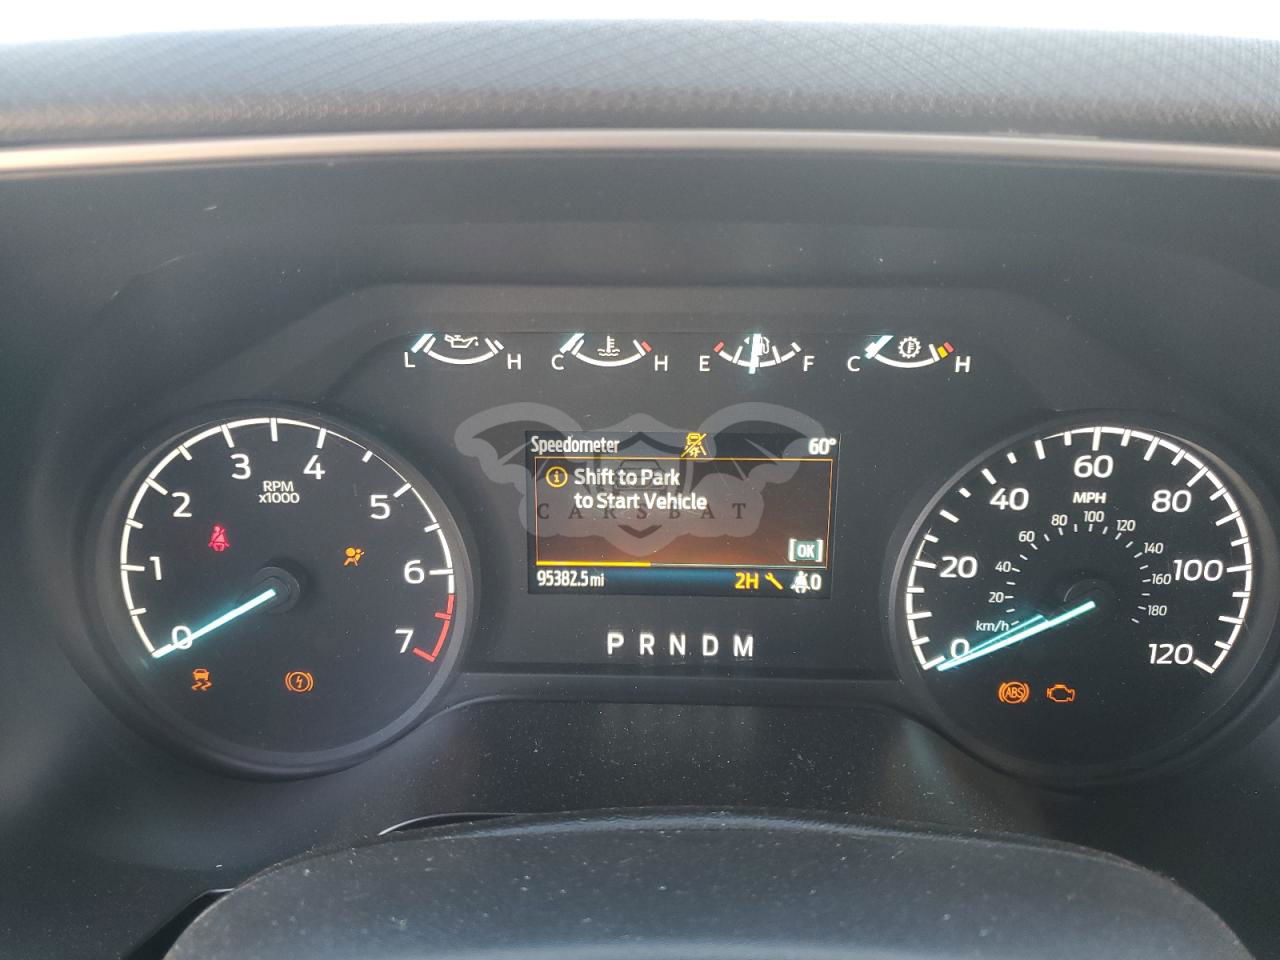 L H C H E F C H
Speedometer 60°
Shift to Park
to Start Vehicle
CARSBAT
[OK]
95382.5 mi 2H 0
P R N D M
0 1 2 3 4 5 6 7
RPM
x1000
0 20 40 60 80 100 120
MPH
20 40 60 80 100 120 140 160 180
km/h
ABS